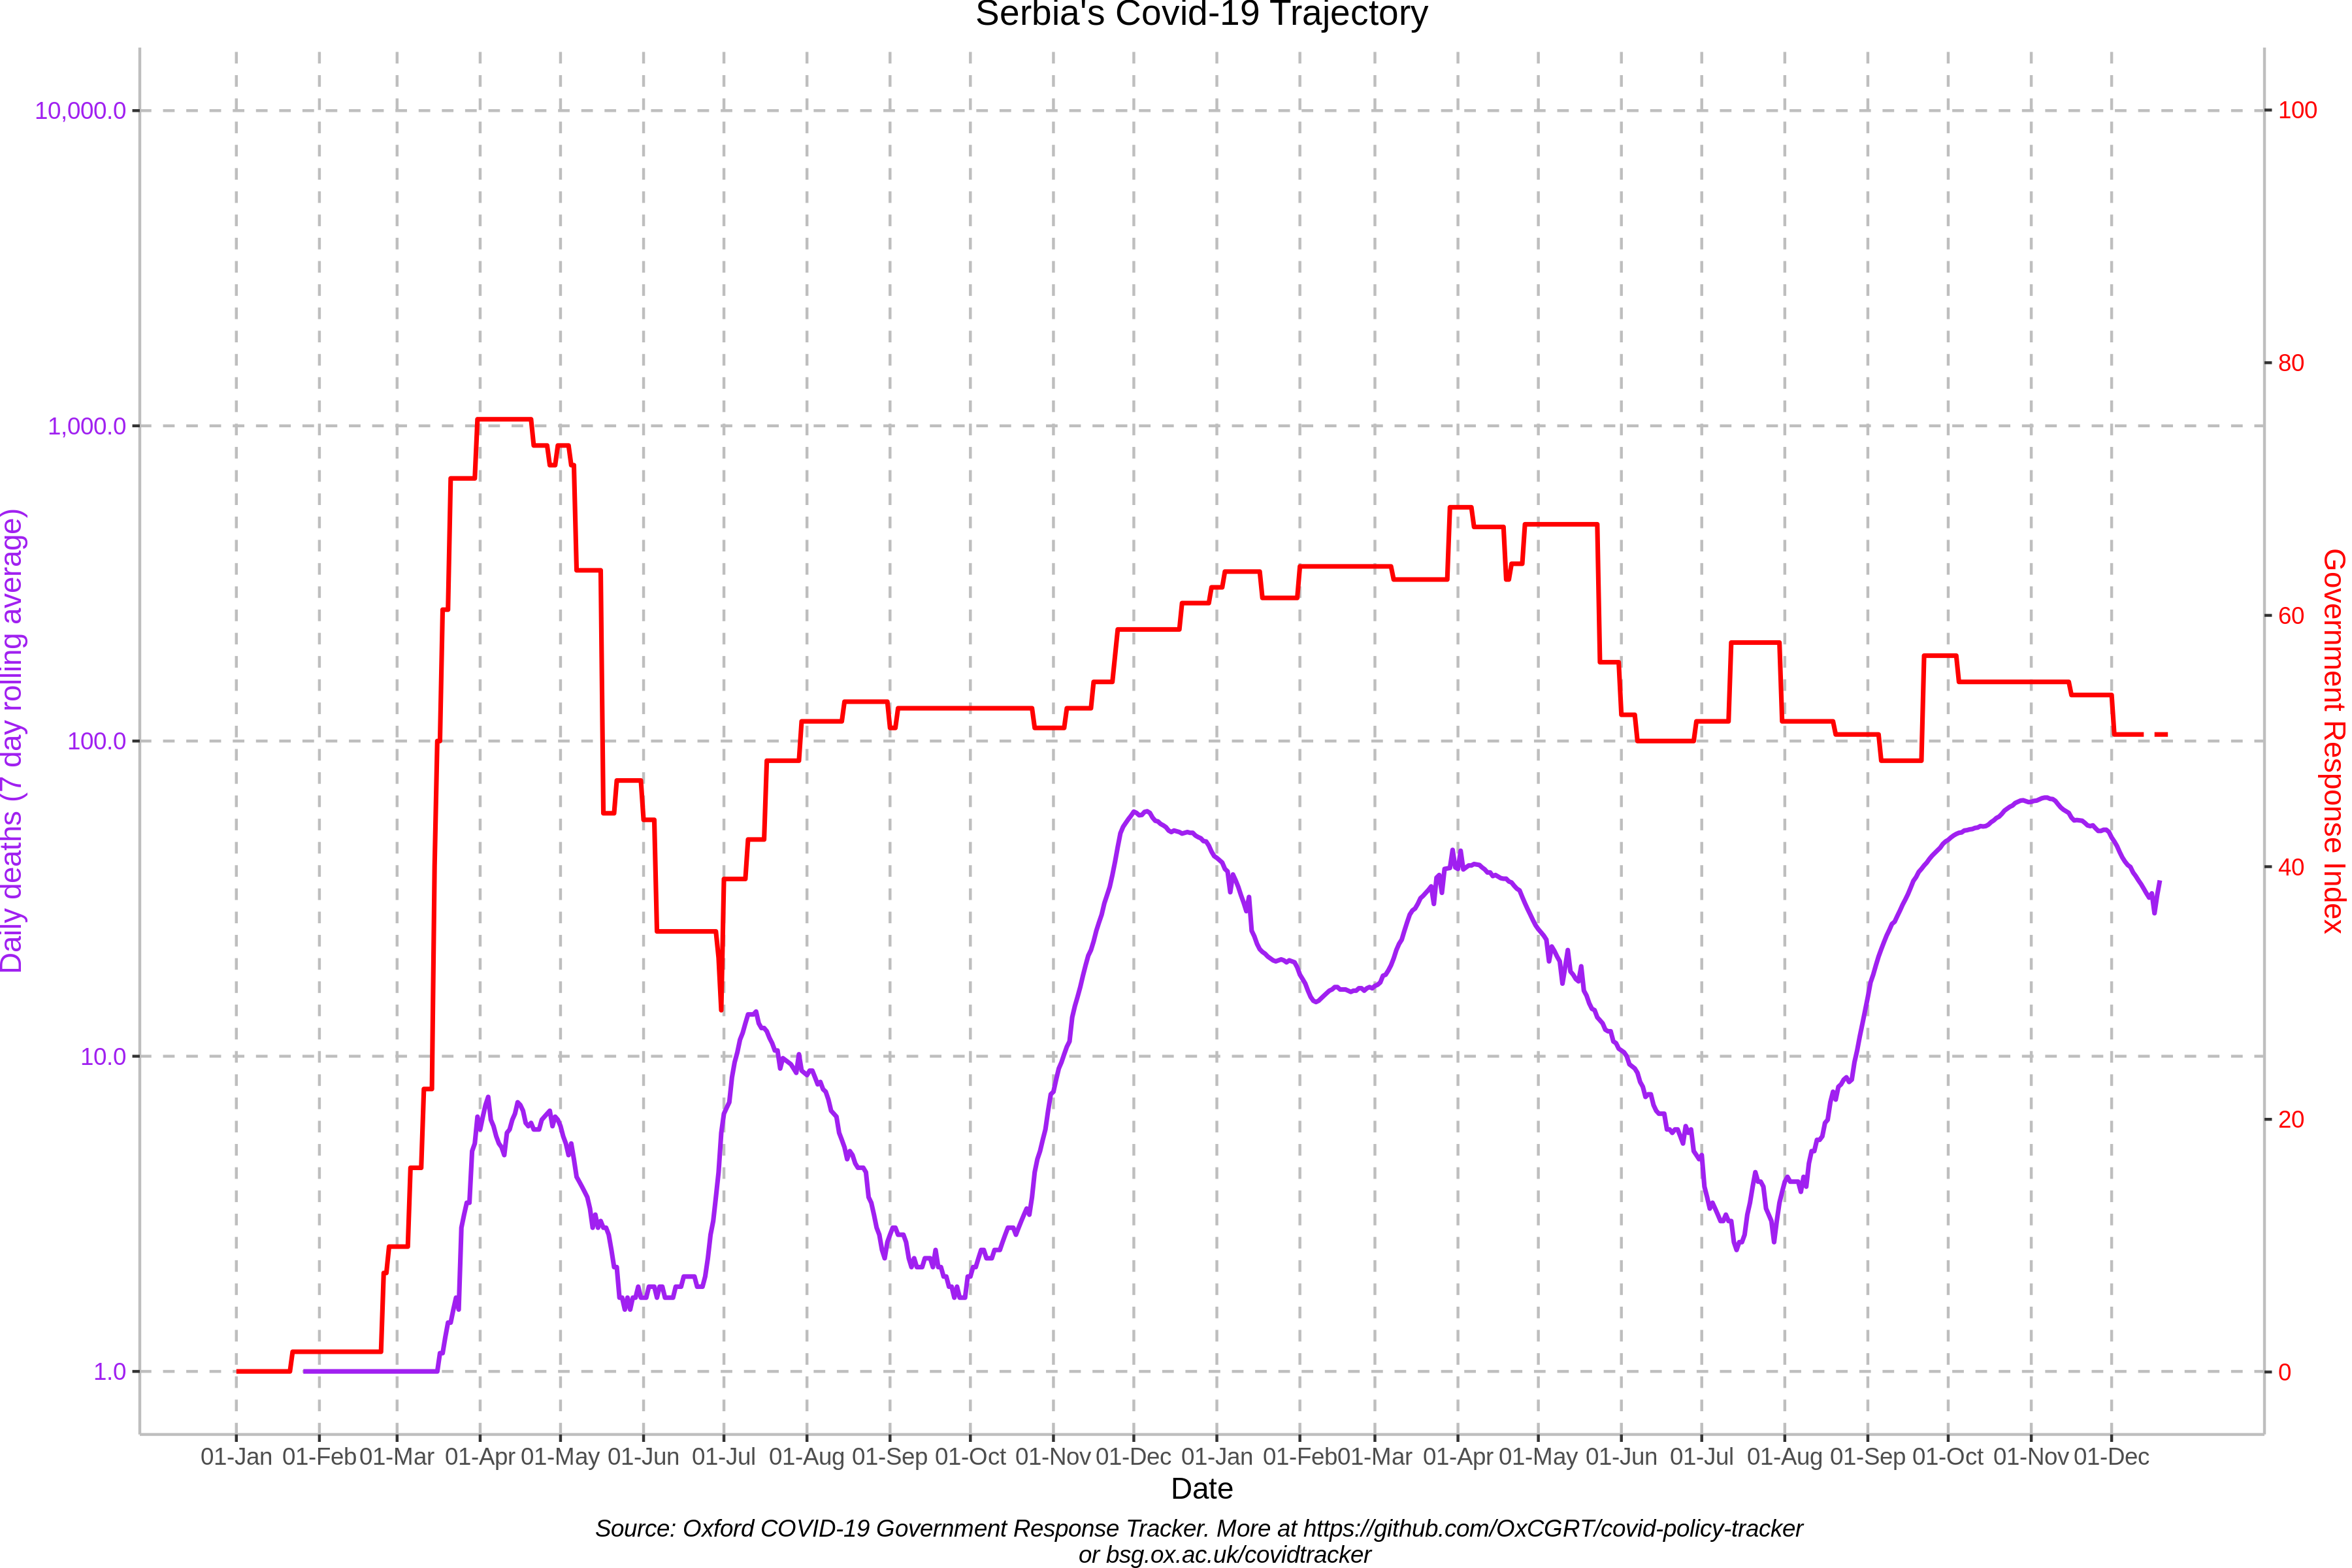 Serbia's Covid-19 Trajectory
10,000.0
1,000.0
100.0
10.0
1.0
Daily deaths (7 day rolling average)
100
80
60
40
20
0
Government Response Index
01-Jan 01-Feb 01-Mar 01-Apr 01-May 01-Jun 01-Jul 01-Aug 01-Sep 01-Oct 01-Nov 01-Dec 01-Jan 01-Feb 01-Mar 01-Apr 01-May 01-Jun 01-Jul 01-Aug 01-Sep 01-Oct 01-Nov 01-Dec
Date
Source: Oxford COVID-19 Government Response Tracker. More at https://github.com/OxCGRT/covid-policy-tracker
or bsg.ox.ac.uk/covidtracker